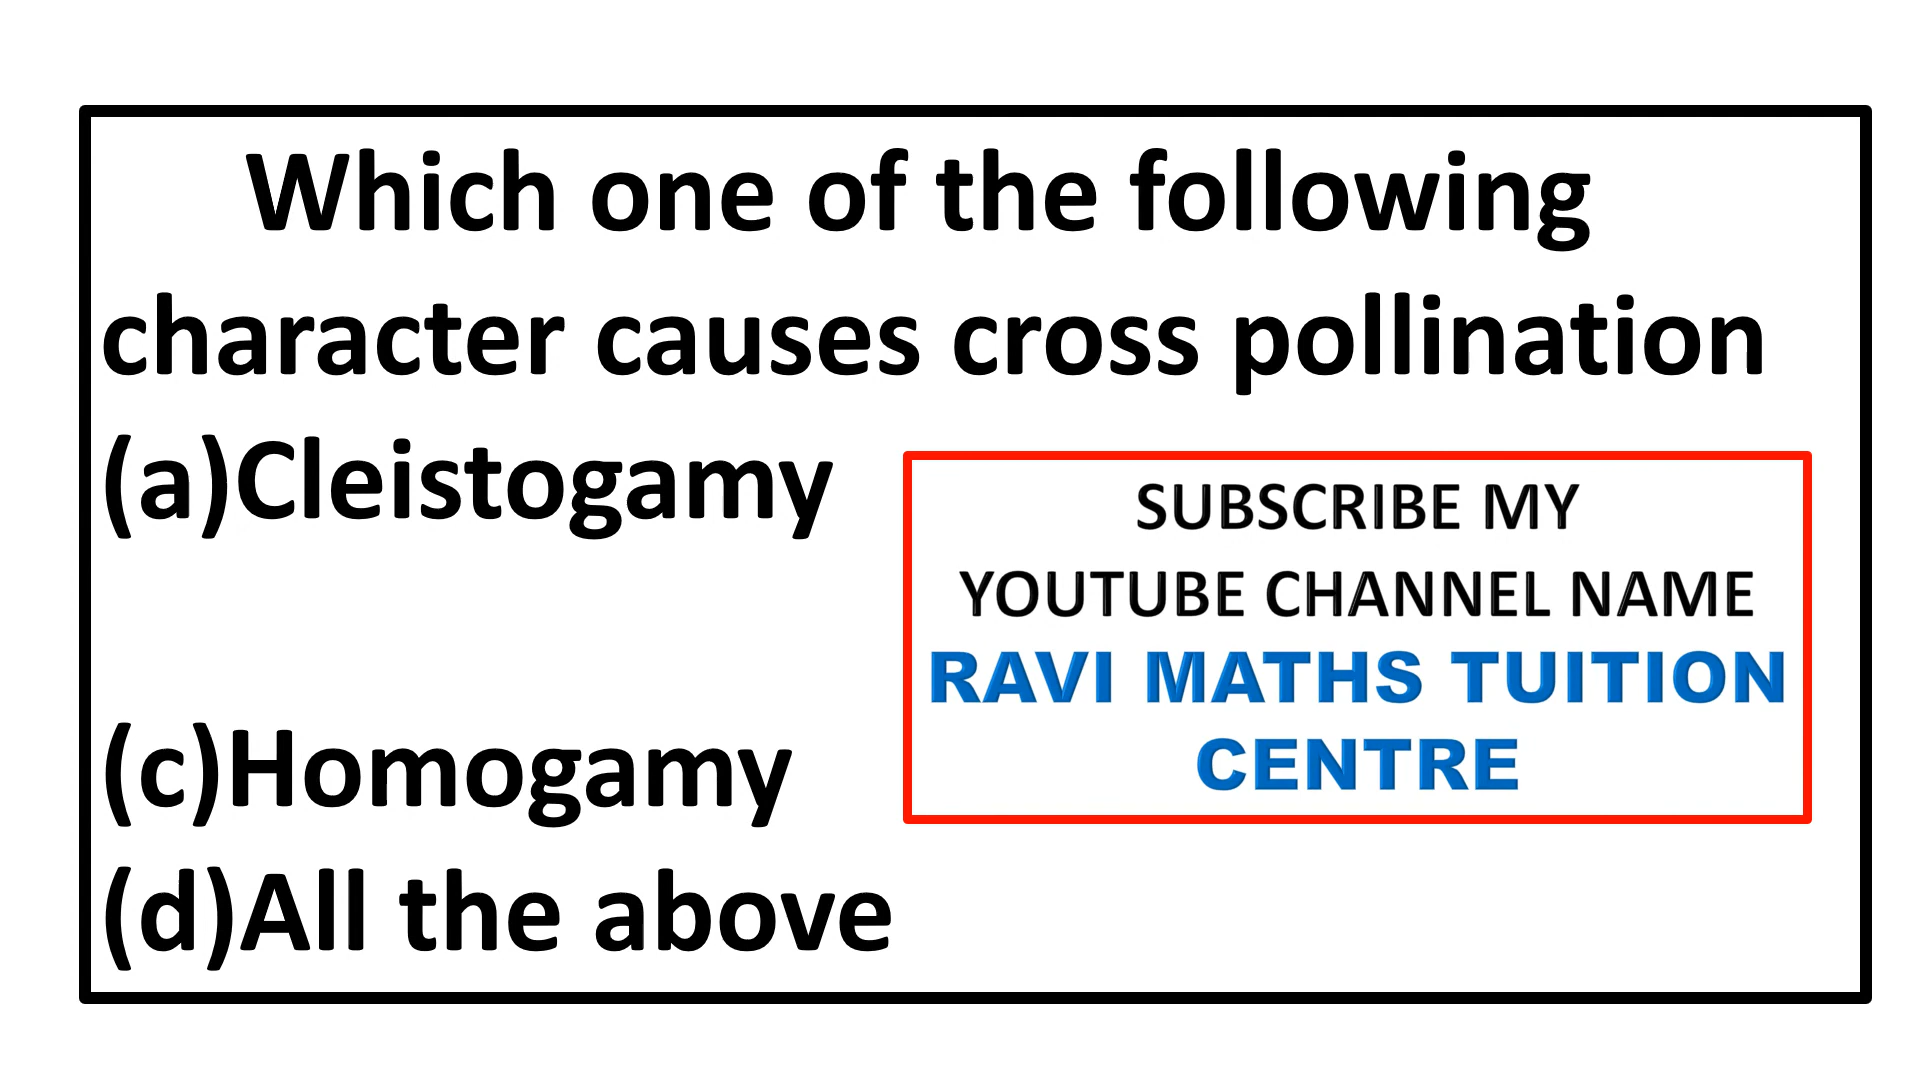 Which one of the following
character causes cross pollination
(a)Cleistogamy
(c)Homogamy
(d)All the above
SUBSCRIBE MY
YOUTUBE CHANNEL NAME
RAVI MATHS TUITION
CENTRE